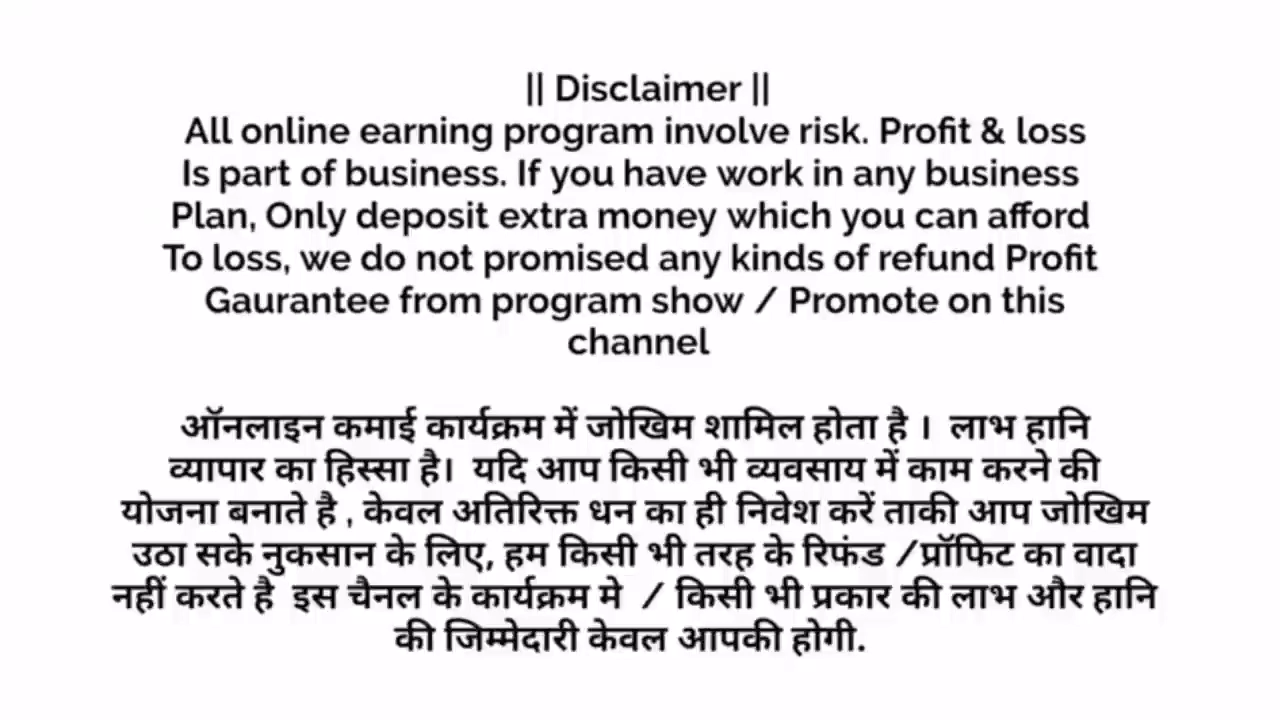 || Disclaimer ||
All online earning program involve risk. Profit & loss
Is part of business. If you have work in any business
Plan, Only deposit extra money which you can afford
To loss, we do not promised any kinds of refund Profit
Gaurantee from program show / Promote on this
channel
ऑनलाइन कमाई कार्यक्रम में जोखिम शामिल होता है । लाभ हानि
व्यापार का हिस्सा है। यदि आप किसी भी व्यवसाय में काम करने की
योजना बनाते है , केवल अतिरिक्त धन का ही निवेश करें ताकी आप जोखिम
उठा सके नुकसान के लिए, हम किसी भी तरह के रिफंड /प्रॉफिट का वादा
नहीं करते है इस चैनल के कार्यक्रम मे / किसी भी प्रकार की लाभ और हानि
की जिम्मेदारी केवल आपकी होगी.